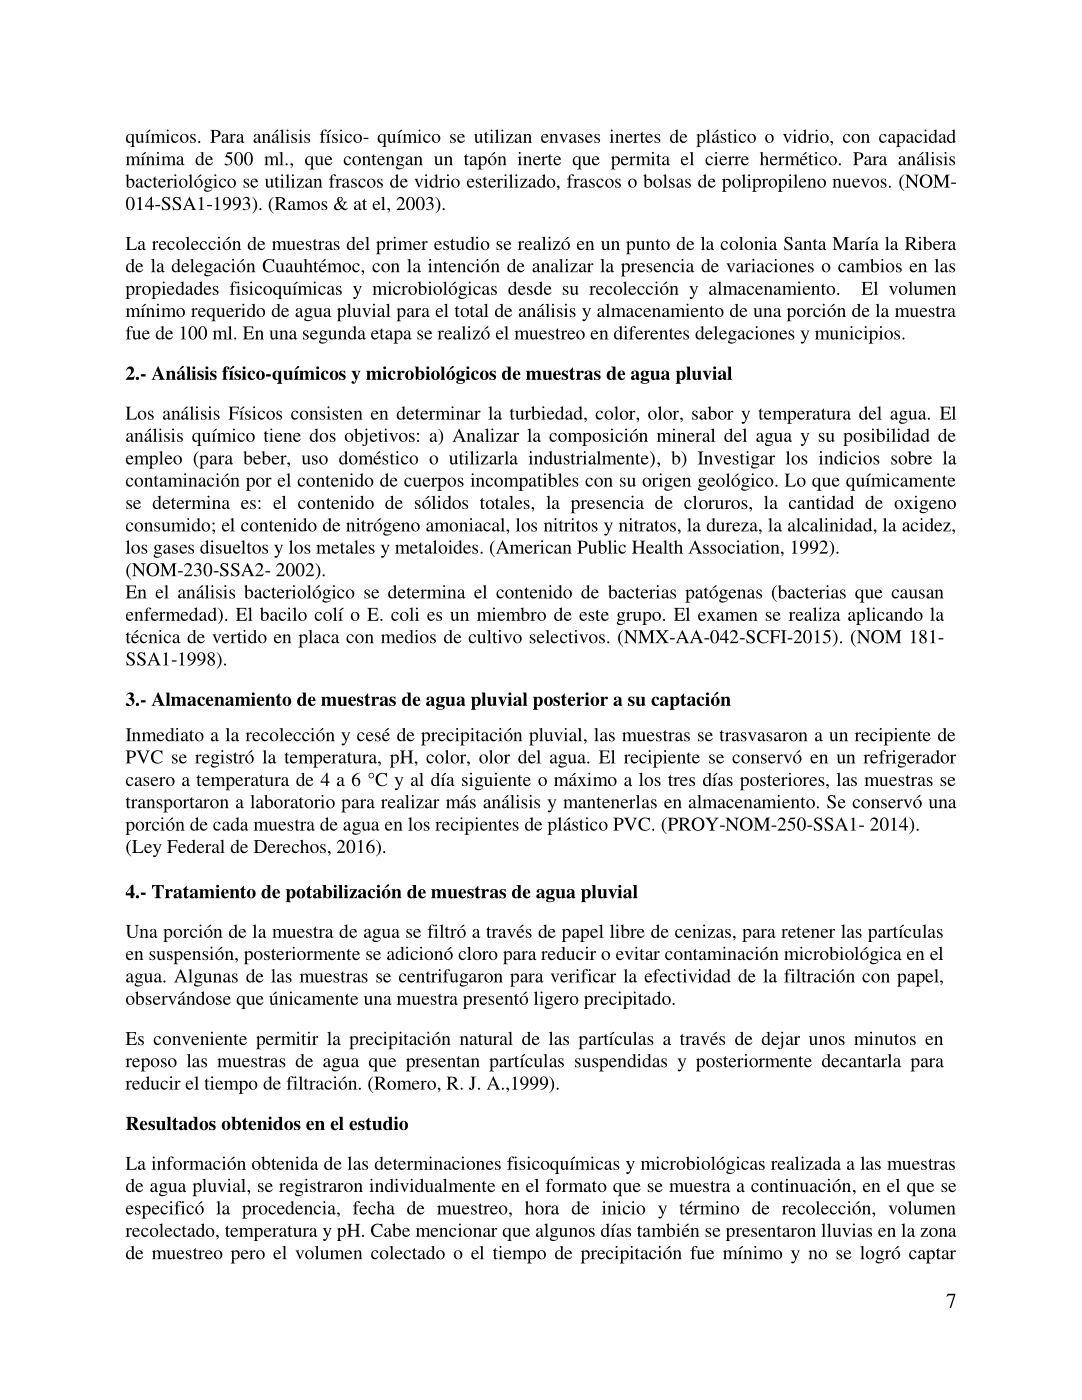 químicos. Para análisis físico- químico se utilizan envases inertes de plástico o vidrio, con capacidad
mínima de 500 ml., que contengan un tapón inerte que permita el cierre hermético. Para análisis
bacteriológico se utilizan frascos de vidrio esterilizado, frascos o bolsas de polipropileno nuevos. (NOM-
014-SSA1-1993). (Ramos & at el, 2003).
La recolección de muestras del primer estudio se realizó en un punto de la colonia Santa María la Ribera
de la delegación Cuauhtémoc, con la intención de analizar la presencia de variaciones o cambios en las
propiedades fisicoquímicas y microbiológicas desde su recolección y almacenamiento.  El volumen
mínimo requerido de agua pluvial para el total de análisis y almacenamiento de una porción de la muestra
fue de 100 ml. En una segunda etapa se realizó el muestreo en diferentes delegaciones y municipios.
2.- Análisis físico-químicos y microbiológicos de muestras de agua pluvial
Los análisis Físicos consisten en determinar la turbiedad, color, olor, sabor y temperatura del agua. El
análisis químico tiene dos objetivos: a) Analizar la composición mineral del agua y su posibilidad de
empleo (para beber, uso doméstico o utilizarla industrialmente), b) Investigar los indicios sobre la
contaminación por el contenido de cuerpos incompatibles con su origen geológico. Lo que químicamente
se determina es: el contenido de sólidos totales, la presencia de cloruros, la cantidad de oxigeno
consumido; el contenido de nitrógeno amoniacal, los nitritos y nitratos, la dureza, la alcalinidad, la acidez,
los gases disueltos y los metales y metaloides. (American Public Health Association, 1992).
(NOM-230-SSA2- 2002).
En el análisis bacteriológico se determina el contenido de bacterias patógenas (bacterias que causan
enfermedad). El bacilo colí o E. coli es un miembro de este grupo. El examen se realiza aplicando la
técnica de vertido en placa con medios de cultivo selectivos. (NMX-AA-042-SCFI-2015). (NOM 181-
SSA1-1998).
3.- Almacenamiento de muestras de agua pluvial posterior a su captación
Inmediato a la recolección y cesé de precipitación pluvial, las muestras se trasvasaron a un recipiente de
PVC se registró la temperatura, pH, color, olor del agua. El recipiente se conservó en un refrigerador
casero a temperatura de 4 a 6 °C y al día siguiente o máximo a los tres días posteriores, las muestras se
transportaron a laboratorio para realizar más análisis y mantenerlas en almacenamiento. Se conservó una
porción de cada muestra de agua en los recipientes de plástico PVC. (PROY-NOM-250-SSA1- 2014).
(Ley Federal de Derechos, 2016).
4.- Tratamiento de potabilización de muestras de agua pluvial
Una porción de la muestra de agua se filtró a través de papel libre de cenizas, para retener las partículas
en suspensión, posteriormente se adicionó cloro para reducir o evitar contaminación microbiológica en el
agua. Algunas de las muestras se centrifugaron para verificar la efectividad de la filtración con papel,
observándose que únicamente una muestra presentó ligero precipitado.
Es conveniente permitir la precipitación natural de las partículas a través de dejar unos minutos en
reposo las muestras de agua que presentan partículas suspendidas y posteriormente decantarla para
reducir el tiempo de filtración. (Romero, R. J. A.,1999).
Resultados obtenidos en el estudio
La información obtenida de las determinaciones fisicoquímicas y microbiológicas realizada a las muestras
de agua pluvial, se registraron individualmente en el formato que se muestra a continuación, en el que se
especificó la procedencia, fecha de muestreo, hora de inicio y término de recolección, volumen
recolectado, temperatura y pH. Cabe mencionar que algunos días también se presentaron lluvias en la zona
de muestreo pero el volumen colectado o el tiempo de precipitación fue mínimo y no se logró captar
7